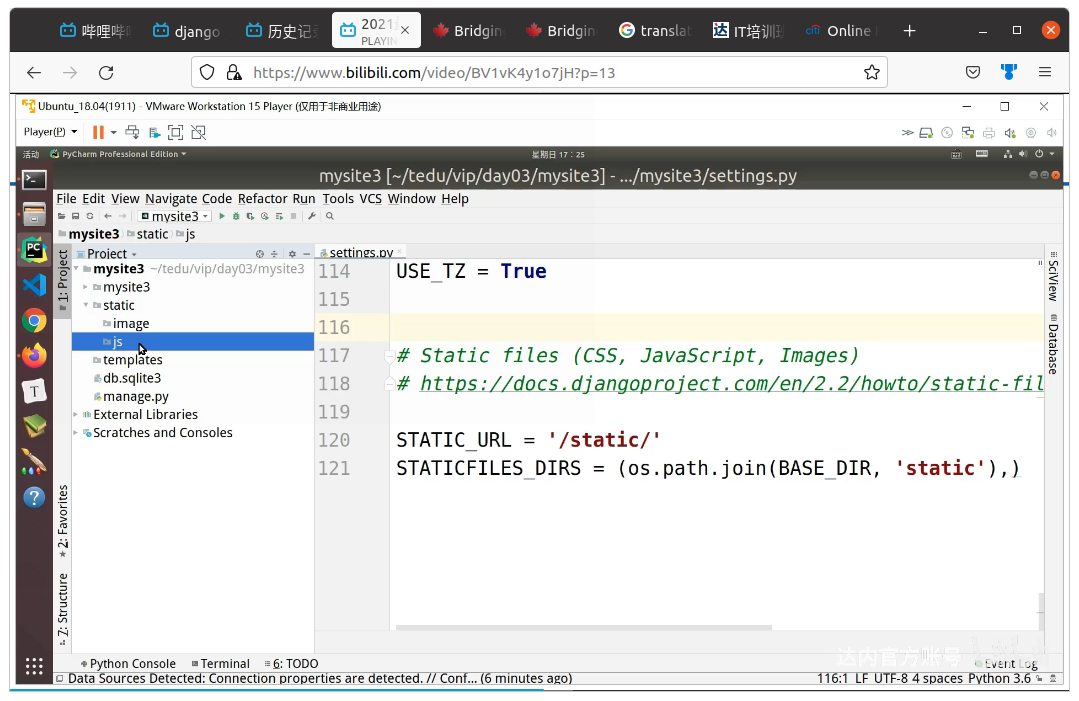 哔哩哔哩
django
历史记录
2021
PLAYING
Bridgin
Bridgin
translat
IT培训班
Online
https://www.bilibili.com/video/BV1vK4y1o7jH?p=13
Ubuntu_18.04(1911) - VMware Workstation 15 Player (仅用于非商业用途)
Player(P)
活动
PyCharm Professional Edition
星期日 17：25
mysite3 [~/tedu/vip/day03/mysite3] - .../mysite3/settings.py
File Edit View Navigate Code Refactor Run Tools VCS Window Help
mysite3
mysite3 static js
Project
settings.py
1: Project
mysite3 ~/tedu/vip/day03/mysite3
mysite3
static
image
js
templates
db.sqlite3
manage.py
External Libraries
Scratches and Consoles
114 USE_TZ = True
115
116
117 # Static files (CSS, JavaScript, Images)
118 # https://docs.djangoproject.com/en/2.2/howto/static-fil
119
120 STATIC_URL = '/static/'
121 STATICFILES_DIRS = (os.path.join(BASE_DIR, 'static'),)
SciView
Database
2: Favorites
Z: Structure
达内官方账号
Python Console
Terminal
6: TODO
Event Log
Data Sources Detected: Connection properties are detected. // Conf... (6 minutes ago)
116:1 LF UTF-8 4 spaces Python 3.6